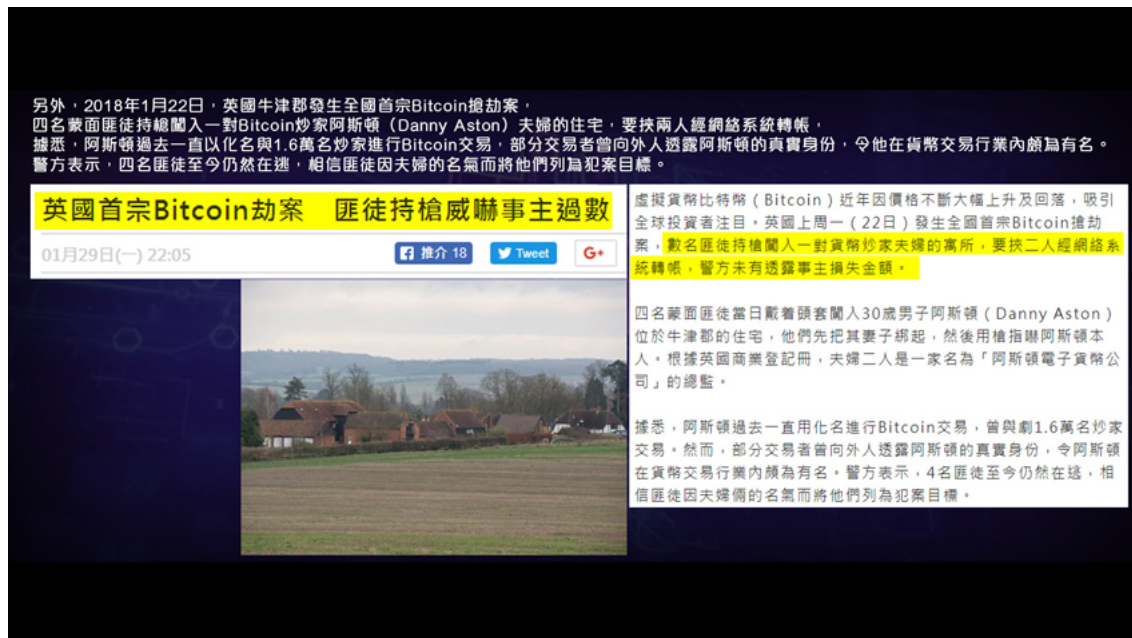 另外,2018年1月22日,英國牛津郡發生全國首宗Bitcoin搶劫案,
四名蒙面匪徒持槍闖入一對Bitcoin炒家阿斯頓(Danny Aston)夫婦的住宅,要挾兩人經網絡系統轉帳,
據悉,阿斯頓過去一直以化名與1.6萬名炒家進行Bitcoin交易,部分交易者曾向外人透露阿斯頓的真實身份,令他在貨幣交易行業內頗為有名。
警方表示,四名匪徒至今仍然在逃,相信匪徒因夫婦的名氣而將他們列為犯案目標。
英國首宗Bitcoin劫案 匪徒持槍威嚇事主過數
01月29日(一) 22:05
推介 18
Tweet
G+
虛擬貨幣比特幣(Bitcoin)近年因價格不斷大幅上升及回落,吸引
全球投資者注目。英國上周一(22日)發生全國首宗Bitcoin搶劫
案,數名匪徒持槍闖入一對貨幣炒家夫婦的寓所,要挾二人經網絡系
統轉帳,警方未有透露事主損失金額。
四名蒙面匪徒當日戴着頭套闖入30歲男子阿斯頓(Danny Aston)
位於牛津郡的住宅,他們先把其妻子綁起,然後用槍指嚇阿斯頓本
人。根據英國商業登記冊,夫婦二人是一家名為「阿斯頓電子貨幣公
司」的總監。
據悉,阿斯頓過去一直用化名進行Bitcoin交易,曾與劇1.6萬名炒家
交易。然而,部分交易者曾向外人透露阿斯頓的真實身份,令阿斯頓
在貨幣交易行業內頗為有名。警方表示,4名匪徒至今仍然在逃,相
信匪徒因夫婦倆的名氣而將他們列為犯案目標。